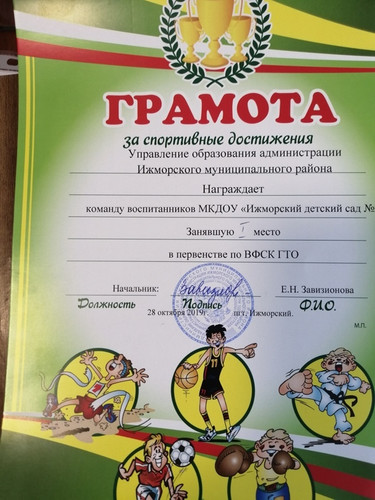 ГРАМОТА
за спортивные достижения
Управление образования администрации
Ижморского муниципального района
Награждает
команду воспитанников МКДОУ «Ижморский детский сад №
Занявшую I место
в первенстве по ВФСК ГТО
Начальник: Е.Н. Завизионова
Должность Подпись Ф.И.О.
28 октября 2019г. пгт. Ижморский.
М.П.